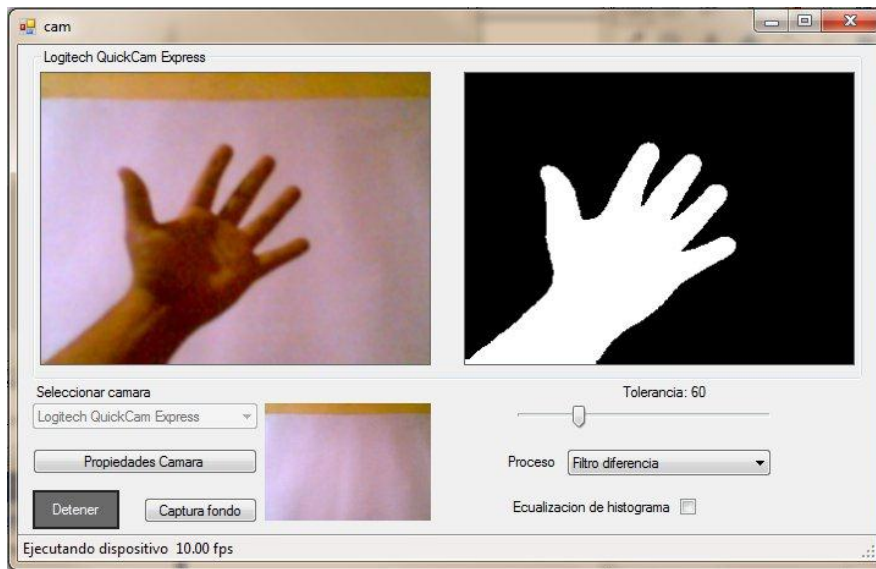 cam
Logitech QuickCam Express
Seleccionar camara
Logitech QuickCam Express
Propiedades Camara
Detener
Captura fondo
Tolerancia: 60
Proceso
Filtro diferencia
Ecualizacion de histograma
Ejecutando dispositivo 10.00 fps